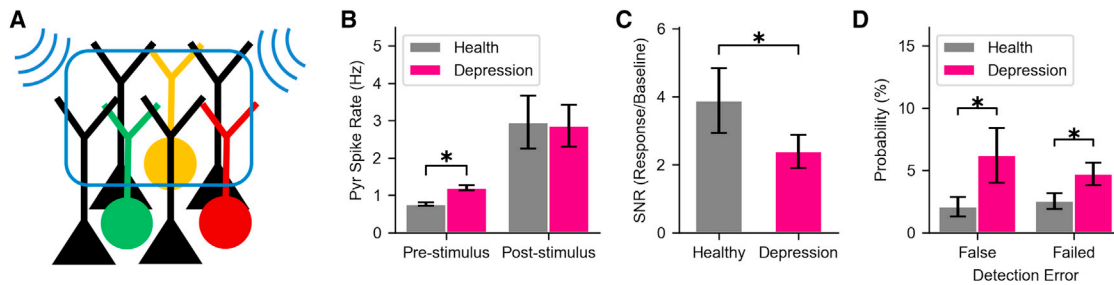 A
B
Pyr Spike Rate (Hz)
5
4
3
2
1
0
Health
Depression
*
Pre-stimulus Post-stimulus
C
SNR (Response/Baseline)
6
4
2
0
*
Healthy Depression
D
Probability (%)
15
10
5
0
Health
Depression
*
*
False Failed
Detection Error